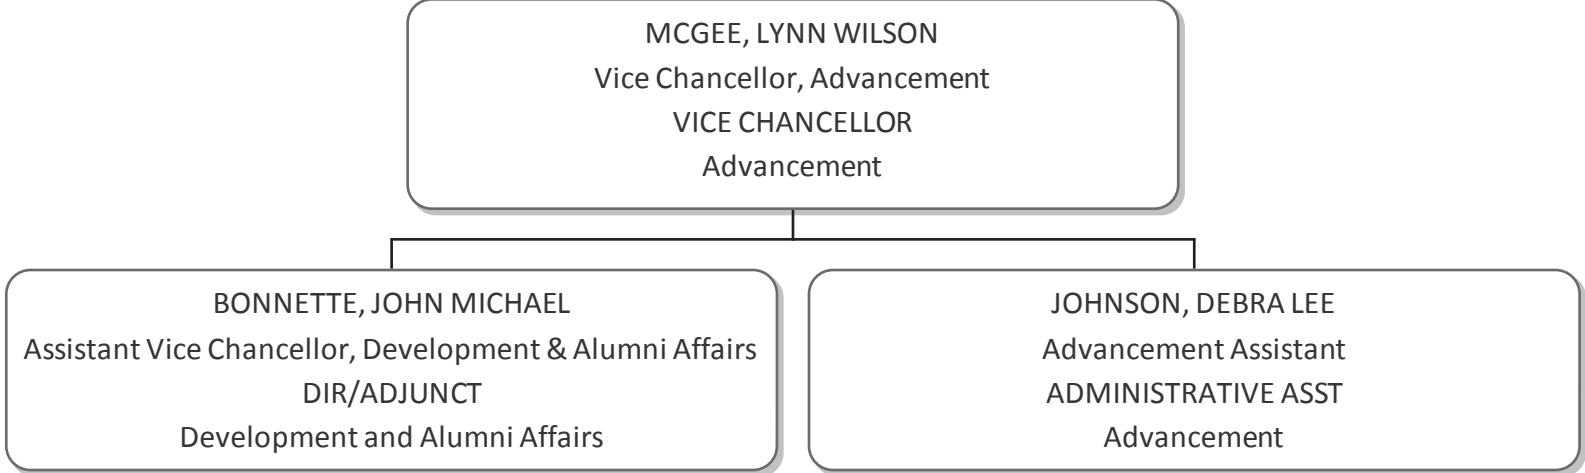 MCGEE, LYNN WILSON
Vice Chancellor, Advancement
VICE CHANCELLOR
Advancement
BONNETTE, JOHN MICHAEL
Assistant Vice Chancellor, Development & Alumni Affairs
DIR/ADJUNCT
Development and Alumni Affairs
JOHNSON, DEBRA LEE
Advancement Assistant
ADMINISTRATIVE ASST
Advancement